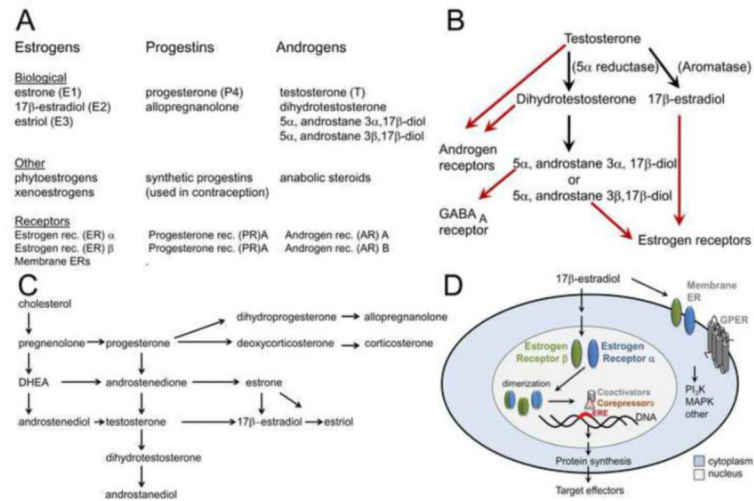 A
Estrogens Progestins Androgens
Biological
estrone (E1) progesterone (P4) testosterone (T)
17β-estradiol (E2) allopregnanolone dihydrotestosterone
estriol (E3) 5α, androstane 3α,17β-diol
5α, androstane 3β,17β-diol
Other
phytoestrogens synthetic progestins anabolic steroids
xenoestrogens (used in contraception)
Receptors
Estrogen rec. (ER) α Progesterone rec. (PR)A Androgen rec. (AR) A
Estrogen rec. (ER) β Progesterone rec. (PR)A Androgen rec. (AR) B
Membrane ERs .
B
Testosterone
(5α reductase) (Aromatase)
Dihydrotestosterone 17β-estradiol
Androgen
receptors
5α, androstane 3α, 17β-diol
or
5α, androstane 3β,17β-diol
GABA A
receptor
Estrogen receptors
C
cholesterol
dihydroprogesterone allopregnanolone
pregnenolone progesterone deoxycorticosterone corticosterone
DHEA androstenedione estrone
androstenediol testosterone 17β-estradiol estriol
dihydrotestosterone
androstanediol
D
17β-estradiol
Membrane
ER
GPER
Estrogen
Receptor β
Estrogen
Receptor α
dimerization
Coactivators
Corepressors
ERE
DNA
PI3K
MAPK
other
Protein synthesis
Target effectors
cytoplasm
nucleus